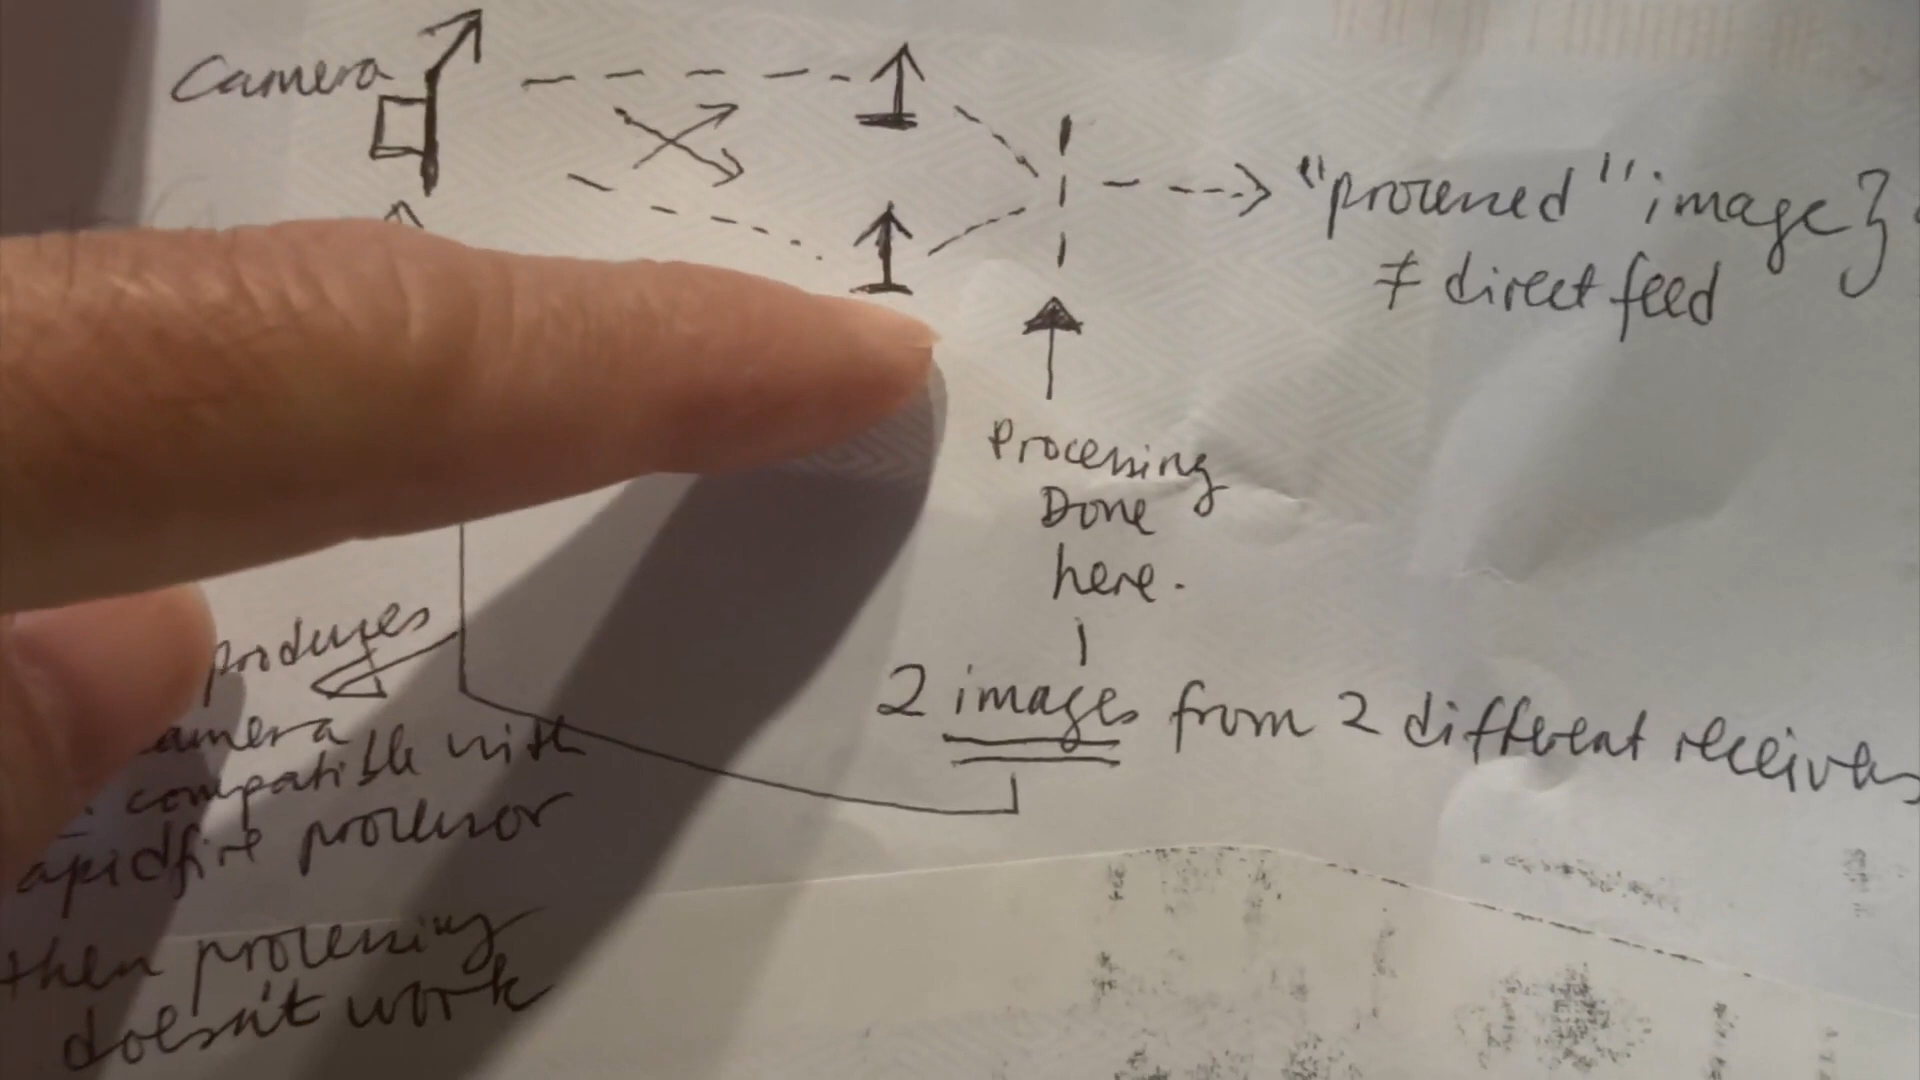 Camera
"processed" image}
≠ direct feed
Processing
Done
here.
2 images from 2 different receivers
produces
camera
compatible with
rapidfire processor
then processing
doesn't work